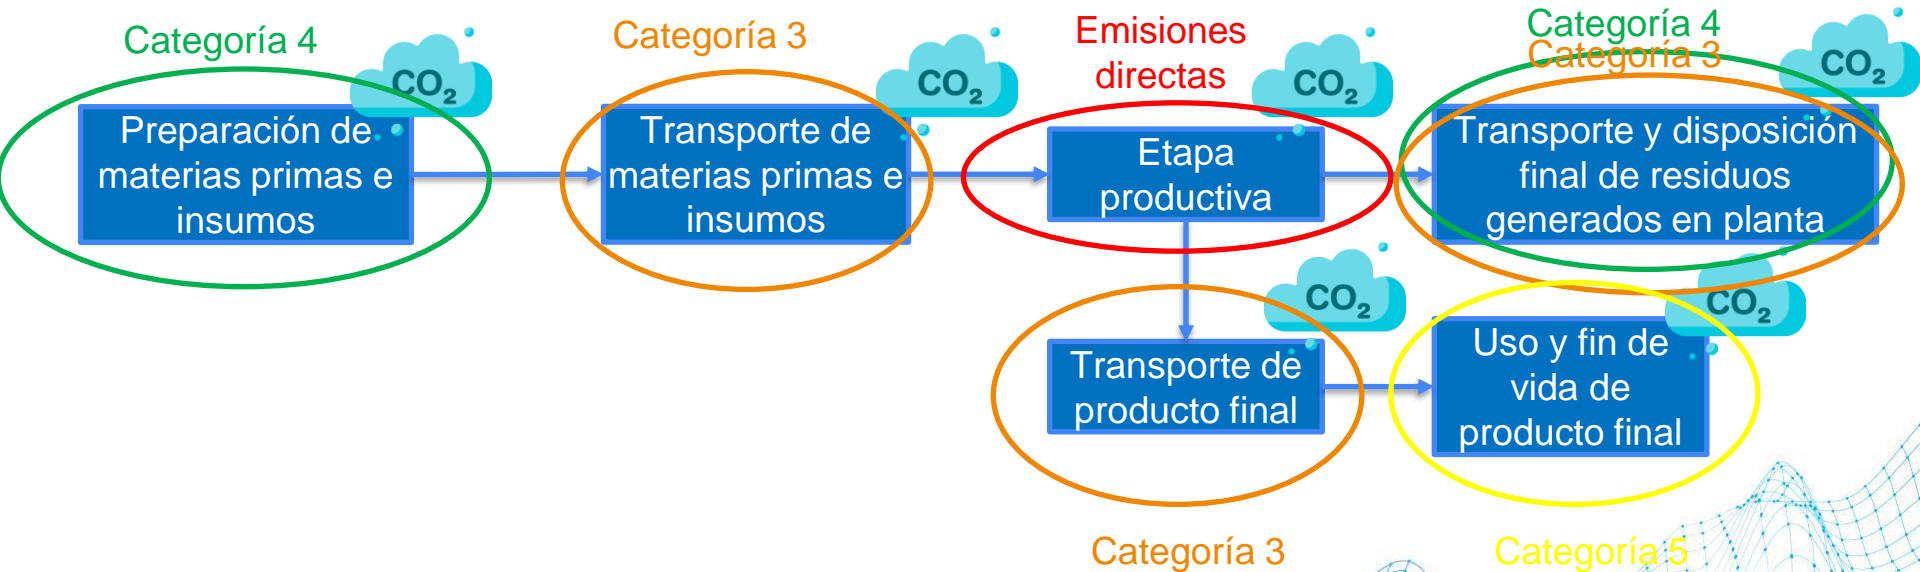 Categoría 4
CO₂
Preparación de
materias primas e
insumos
Categoría 3
CO₂
Transporte de
materias primas e
insumos
Emisiones
directas
CO₂
Etapa
productiva
Categoría 4
Categoría 3
CO₂
Transporte y disposición
final de residuos
generados en planta
CO₂
Transporte de
producto final
Categoría 3
CO₂
Uso y fin de
vida de
producto final
Categoría 5